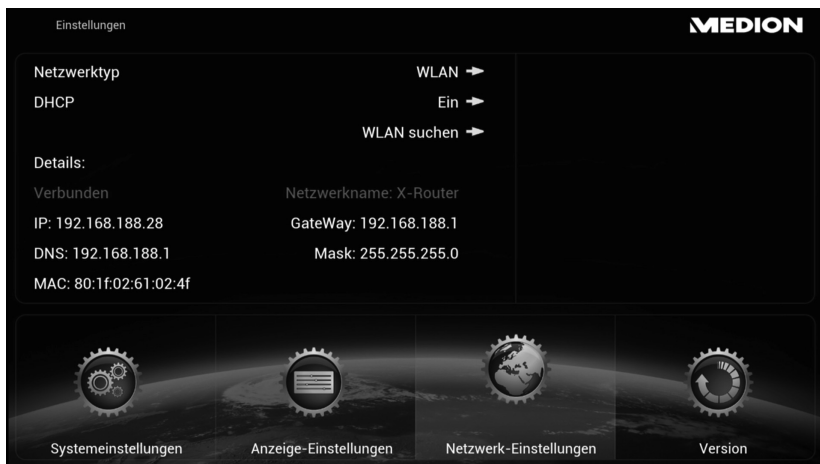 Einstellungen
MEDION
Netzwerktyp WLAN
DHCP Ein
WLAN suchen
Details:
Verbunden Netzwerkname: X-Router
IP: 192.168.188.28 GateWay: 192.168.188.1
DNS: 192.168.188.1 Mask: 255.255.255.0
MAC: 80:1f:02:61:02:4f
Systemeinstellungen Anzeige-Einstellungen Netzwerk-Einstellungen Version